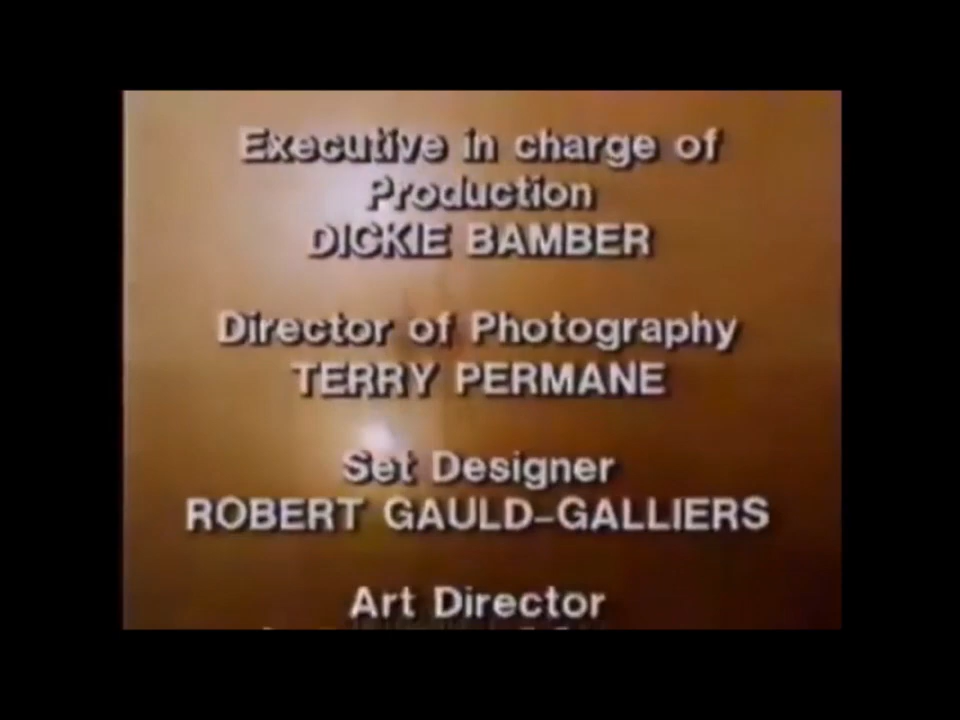 Executive in charge of
Production
DICKIE BAMBER
Director of Photography
TERRY PERMANE
Set Designer
ROBERT GAULD-GALLIERS
Art Director